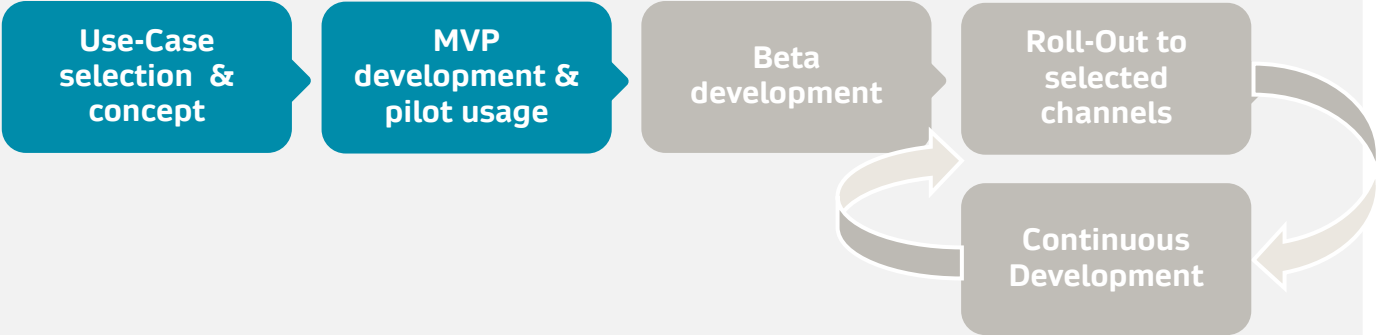 Use-Case
selection & 
concept
MVP
development &
pilot usage
Beta
development
Roll-Out to
selected
channels
Continuous
Development